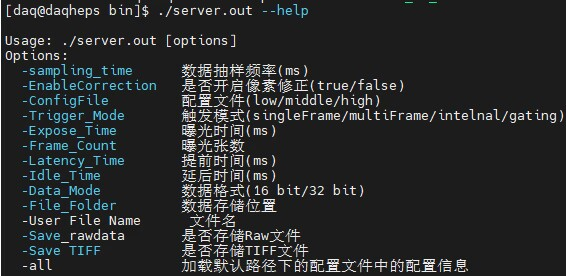 [daq@daqheps bin]$ ./server.out --help
Usage: ./server.out [options]
Options:
-sampling_time 数据抽样频率(ms)
-EnableCorrection 是否开启像素修正(true/false)
-ConfigFile 配置文件(low/middle/high)
-Trigger_Mode 触发模式(singleFrame/multiFrame/intelnal/gating)
-Expose_Time 曝光时间(ms)
-Frame_Count 曝光张数
-Latency_Time 提前时间(ms)
-Idle_Time 延后时间(ms)
-Data_Mode 数据格式(16 bit/32 bit)
-File_Folder 数据存储位置
-User File Name 文件名
-Save_rawdata 是否存储Raw文件
-Save TIFF 是否存储TIFF文件
-all 加载默认路径下的配置文件中的配置信息